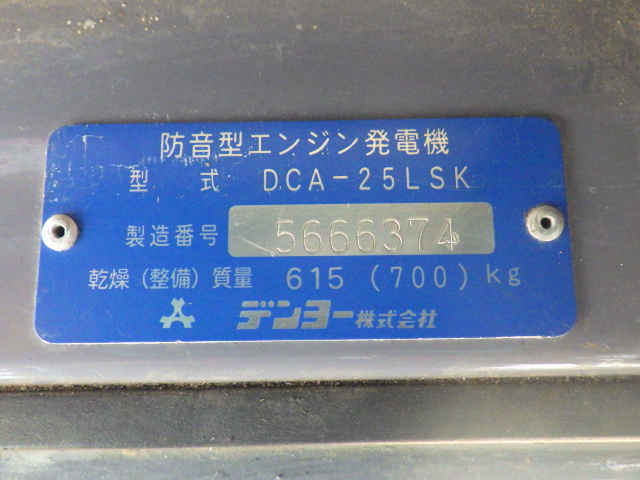 防音型エンジン発電機
型式 DCA-25LSK
製造番号 5666374
乾燥(整備)質量 615(700)kg
デンヨー株式会社